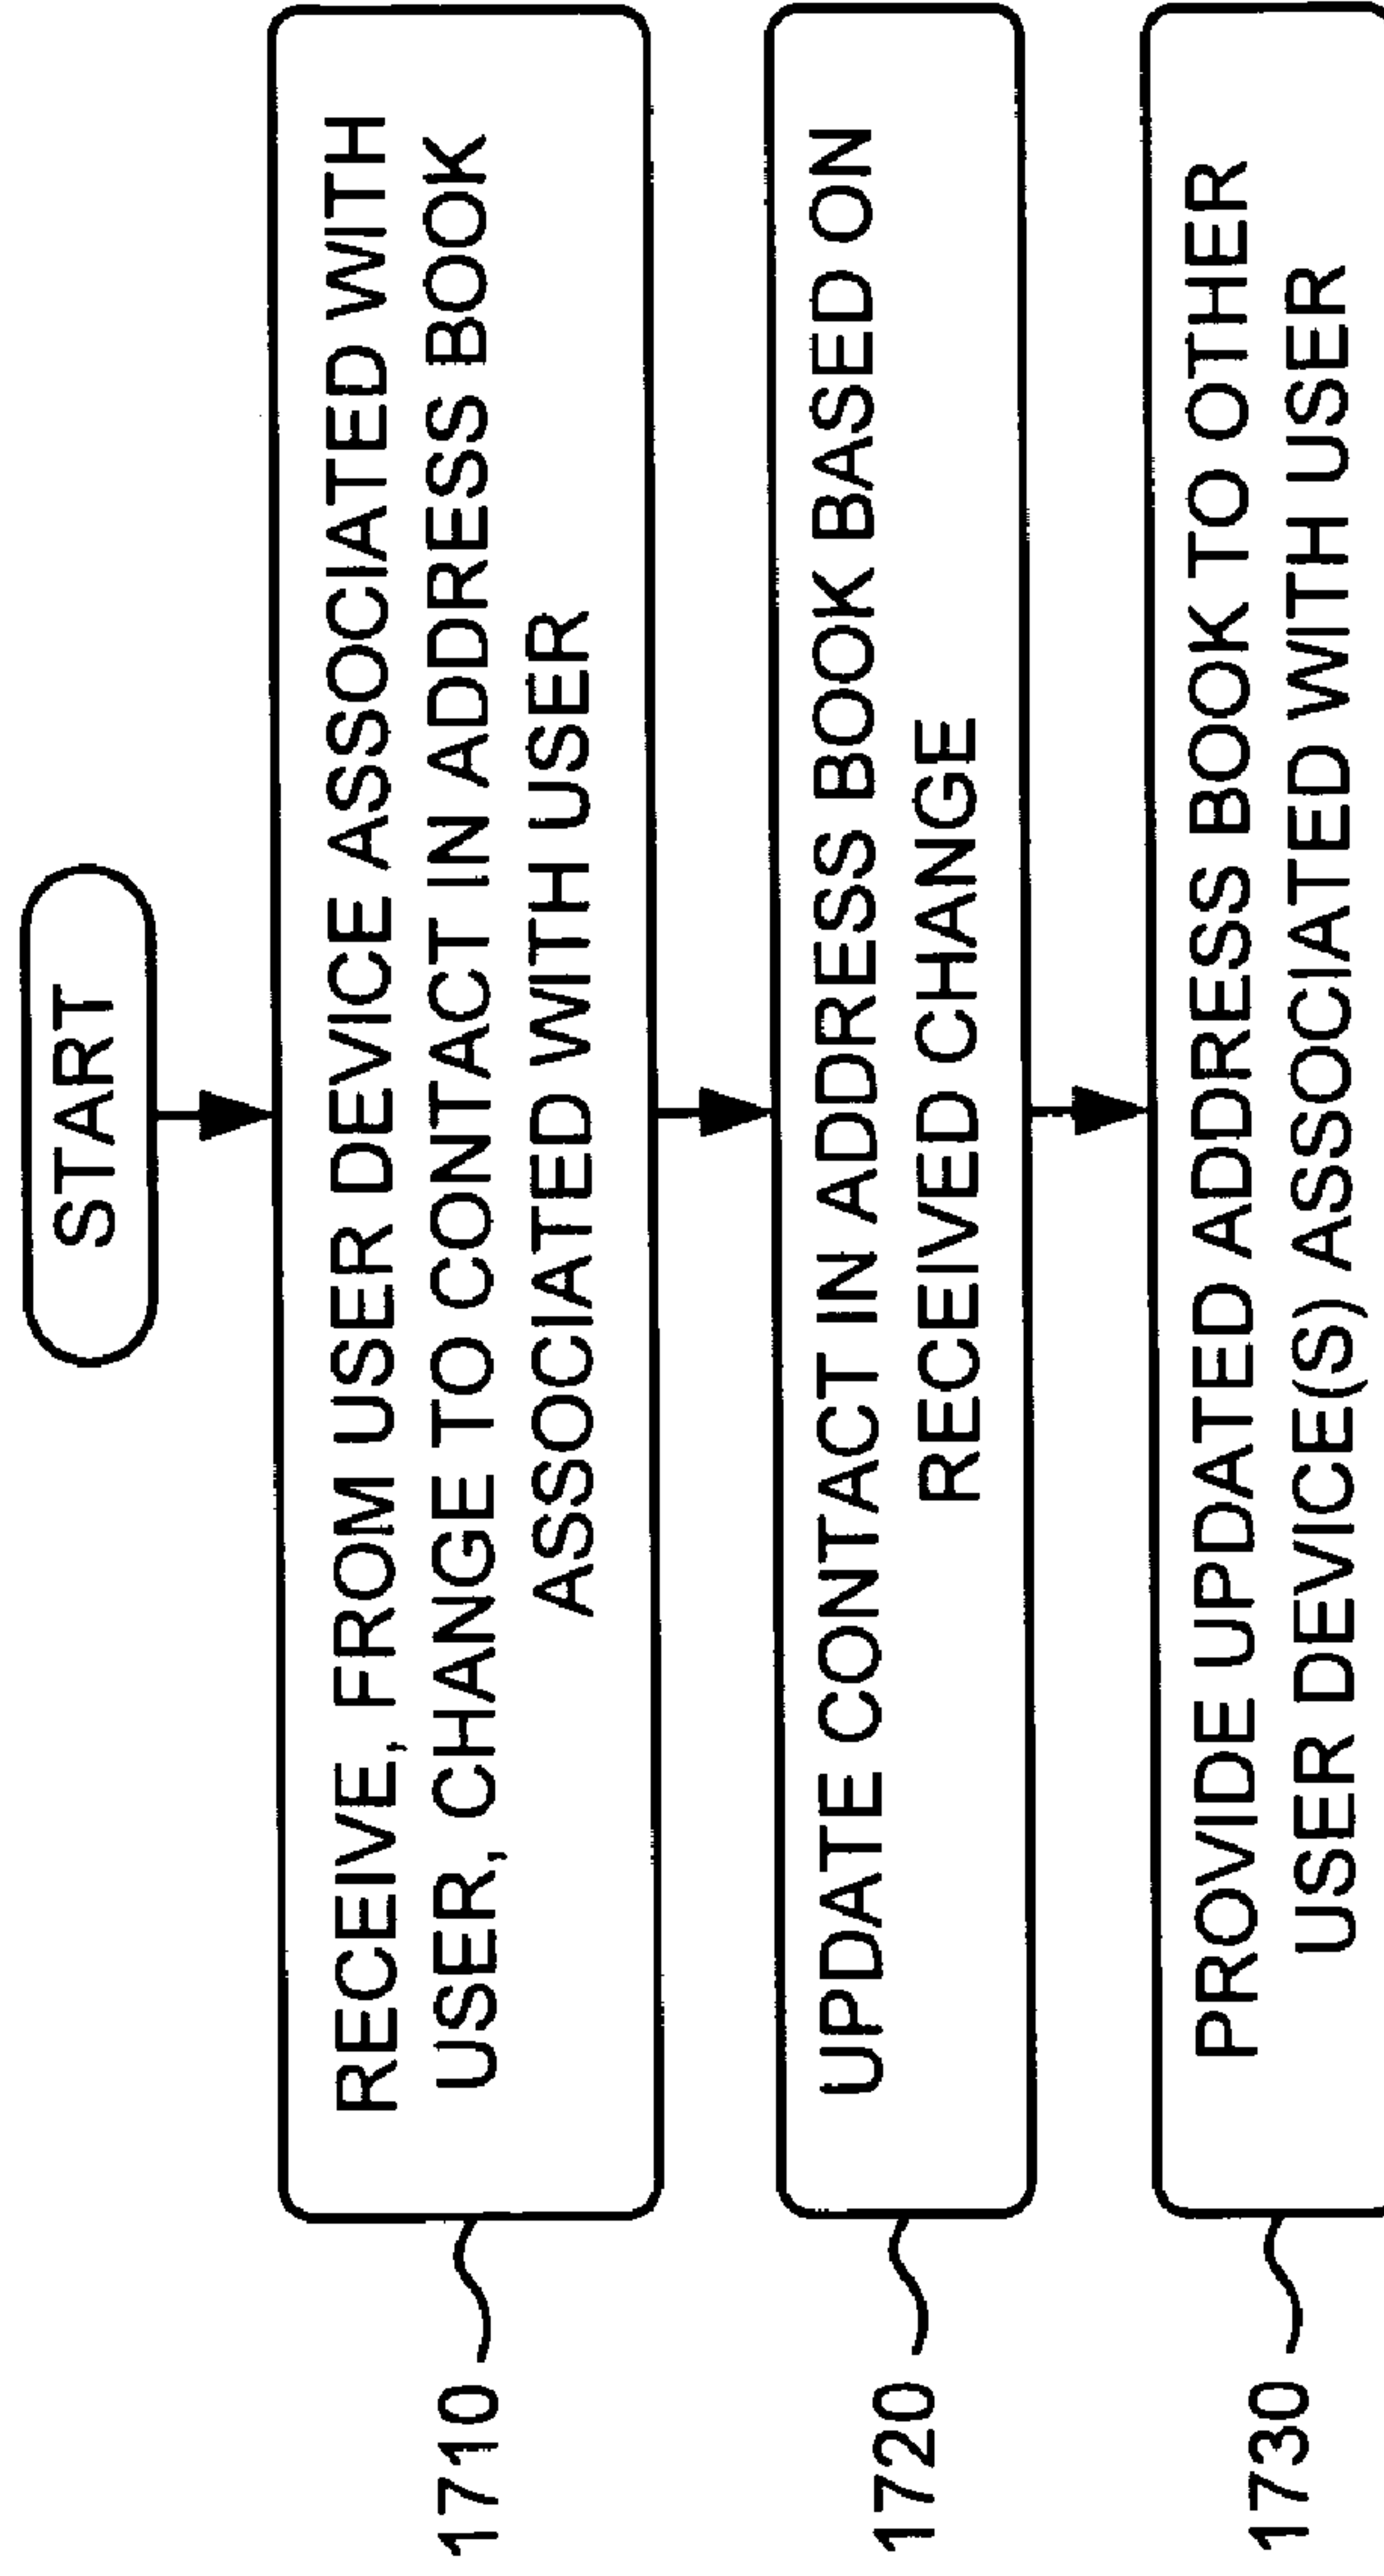 START
1710
RECEIVE, FROM USER DEVICE ASSOCIATED WITH
USER, CHANGE TO CONTACT IN ADDRESS BOOK
ASSOCIATED WITH USER
1720
UPDATE CONTACT IN ADDRESS BOOK BASED ON
RECEIVED CHANGE
1730
PROVIDE UPDATED ADDRESS BOOK TO OTHER
USER DEVICE(S) ASSOCIATED WITH USER